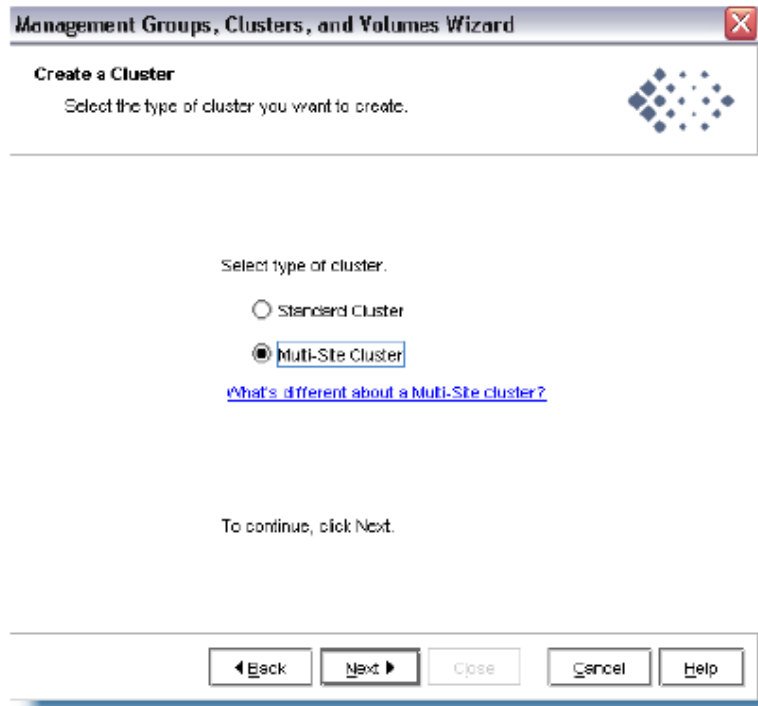 Management Groups, Clusters, and Volumes Wizard
Create a Cluster
Select the type of cluster you want to create.
Select type of cluster.
Standard Cluster
Multi-Site Cluster
What's different about a Multi-Site cluster?
To continue, click Next.
Back Next Close Cancel Help